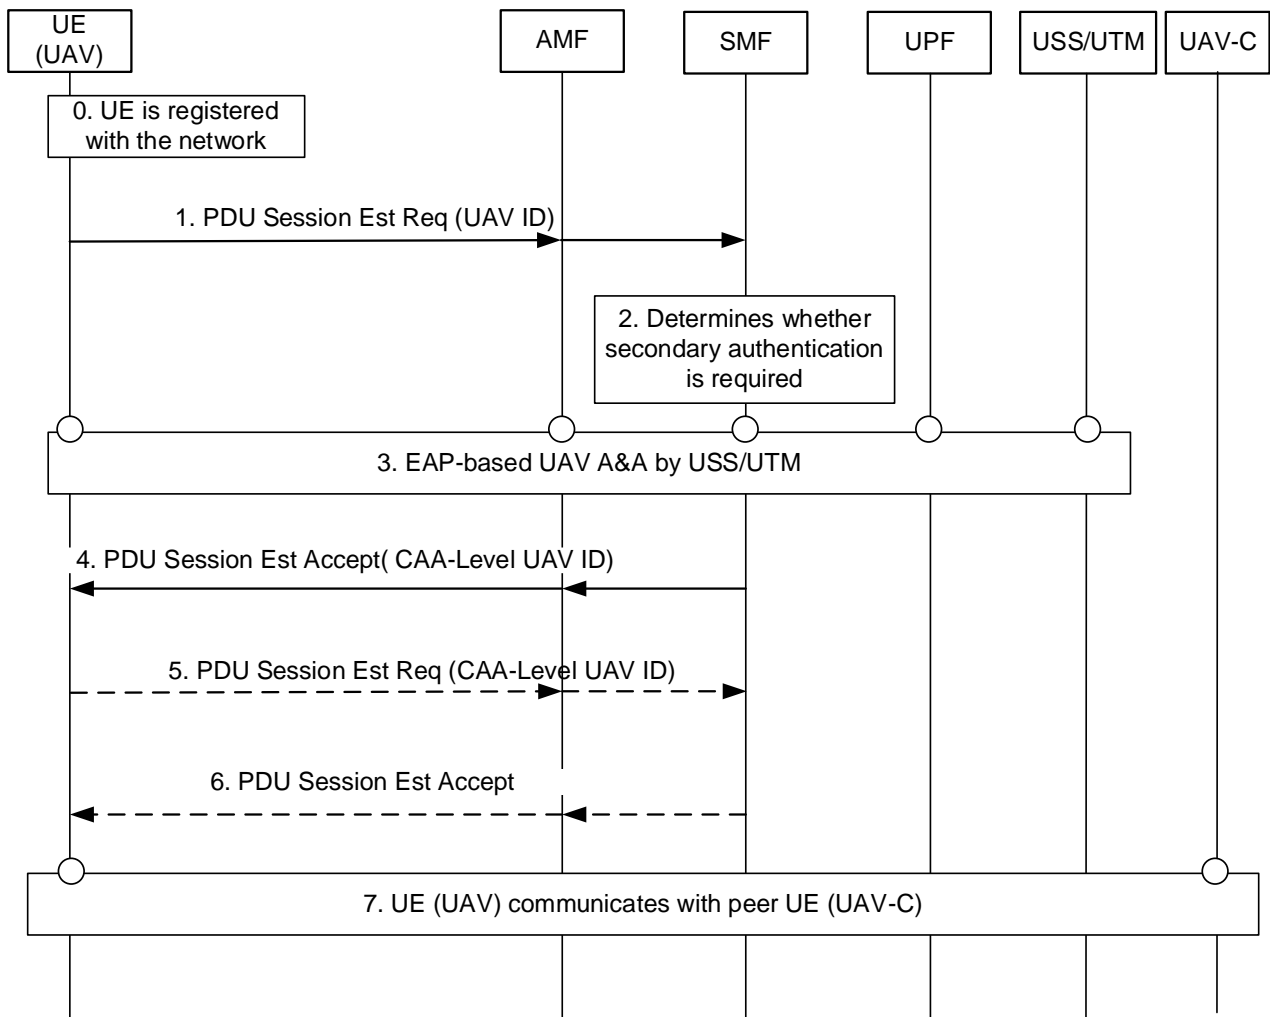 UE
(UAV)
AMF
SMF
UPF
USS/UTM
UAV-C
0. UE is registered
with the network
1. PDU Session Est Req (UAV ID)
2. Determines whether
secondary authentication
is required
3. EAP-based UAV A&A by USS/UTM
4. PDU Session Est Accept( CAA-Level UAV ID)
5. PDU Session Est Req (CAA-Level UAV ID)
6. PDU Session Est Accept
7. UE (UAV) communicates with peer UE (UAV-C)